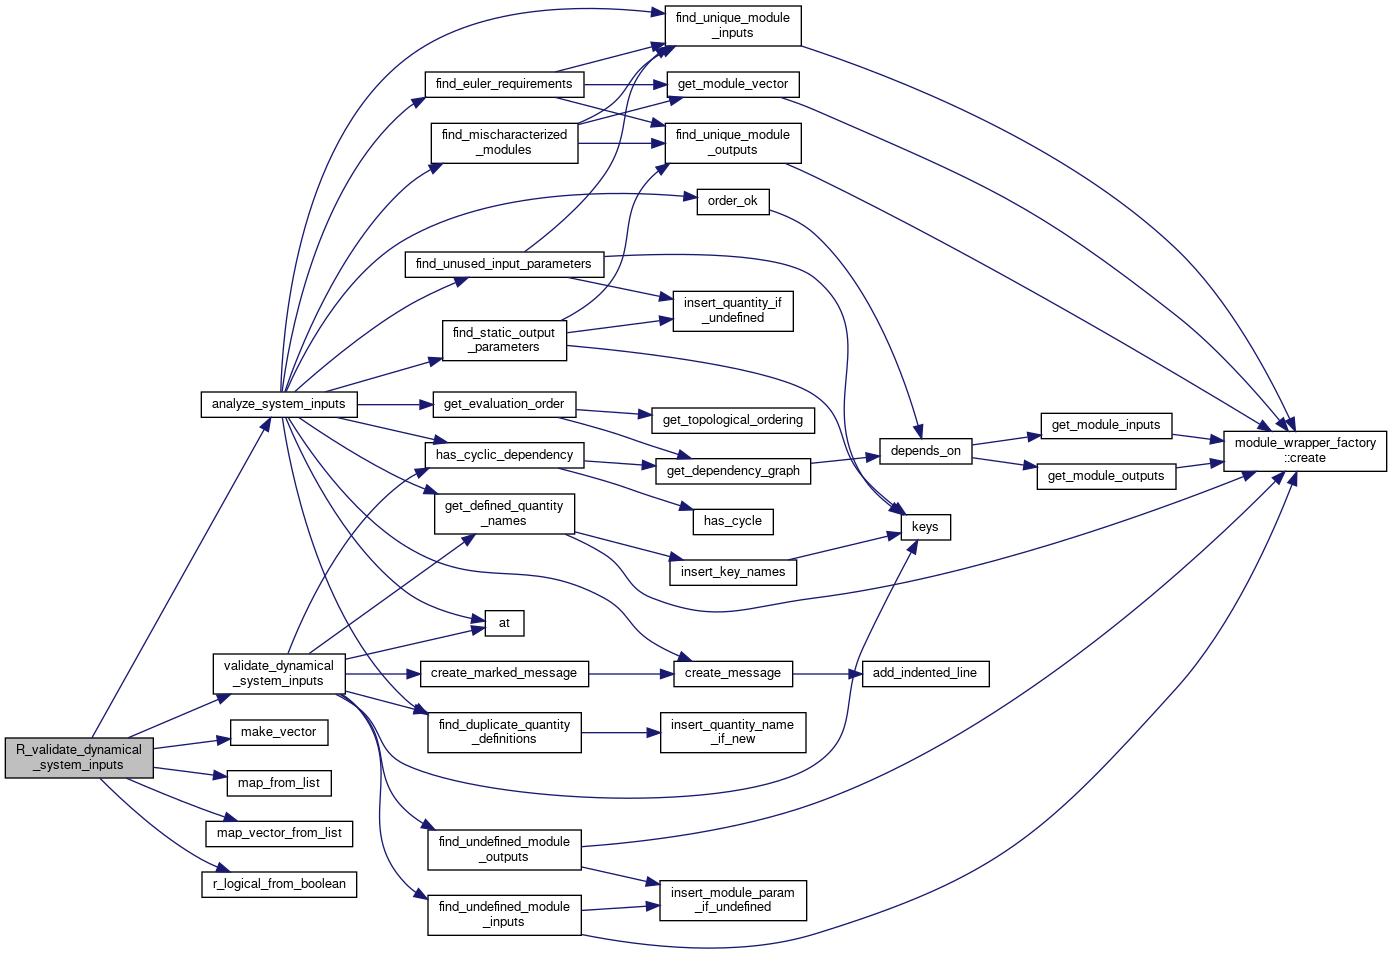 find_unique_module
_inputs
find_euler_requirements
get_module_vector
find_mischaracterized
_modules
find_unique_module
_outputs
order_ok
find_unused_input_parameters
insert_quantity_if
_undefined
find_static_output
_parameters
analyze_system_inputs
get_evaluation_order
get_topological_ordering
get_module_inputs
has_cyclic_dependency
get_dependency_graph
depends_on
module_wrapper_factory
::create
get_module_outputs
get_defined_quantity
_names
has_cycle
keys
insert_key_names
at
validate_dynamical
_system_inputs
create_marked_message
create_message
add_indented_line
find_duplicate_quantity
_definitions
insert_quantity_name
_if_new
make_vector
R_validate_dynamical
_system_inputs
map_from_list
map_vector_from_list
find_undefined_module
_outputs
r_logical_from_boolean
insert_module_param
_if_undefined
find_undefined_module
_inputs